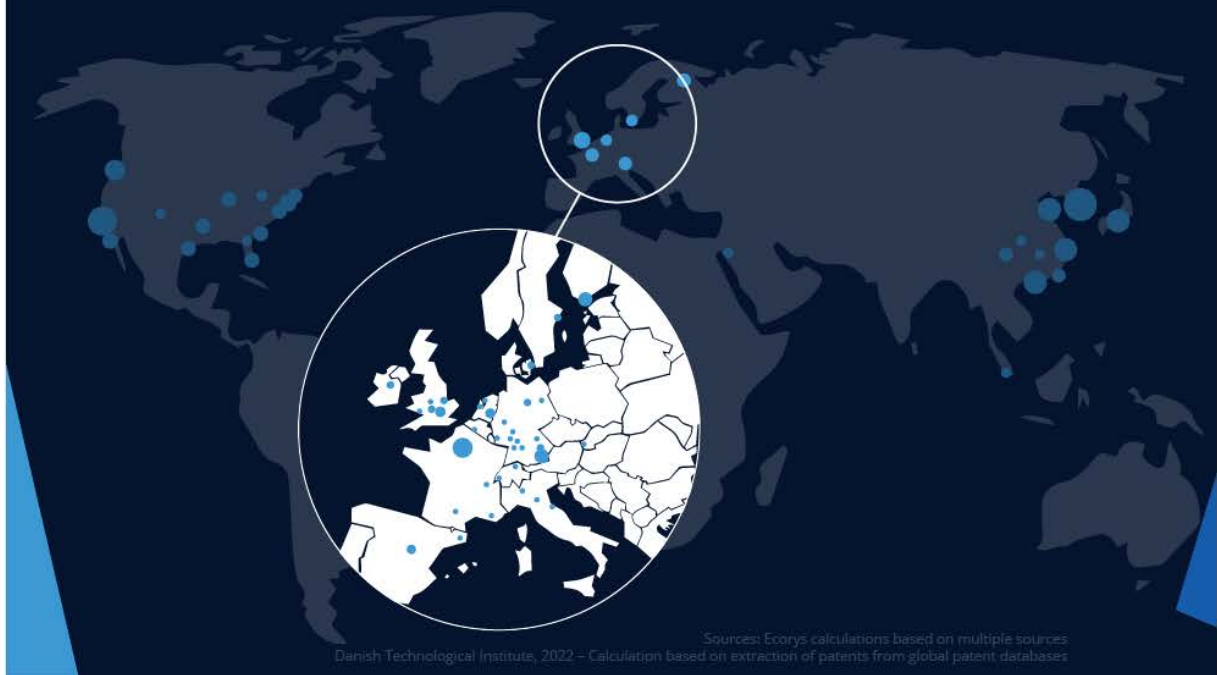 Sources: Ecorys calculations based on multiple sources
Danish Technological Institute, 2022 – Calculation based on extraction of patents from global patent databases